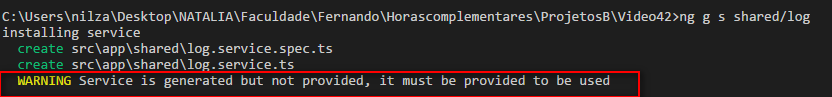 C:\Users\nilza\Desktop\NATALIA\Faculdade\Fernando\Horascomplementares\ProjetosB\Video42>ng g s shared/log
installing service
create src\app\shared\log.service.spec.ts
create src\app\shared\log.service.ts
WARNING Service is generated but not provided, it must be provided to be used